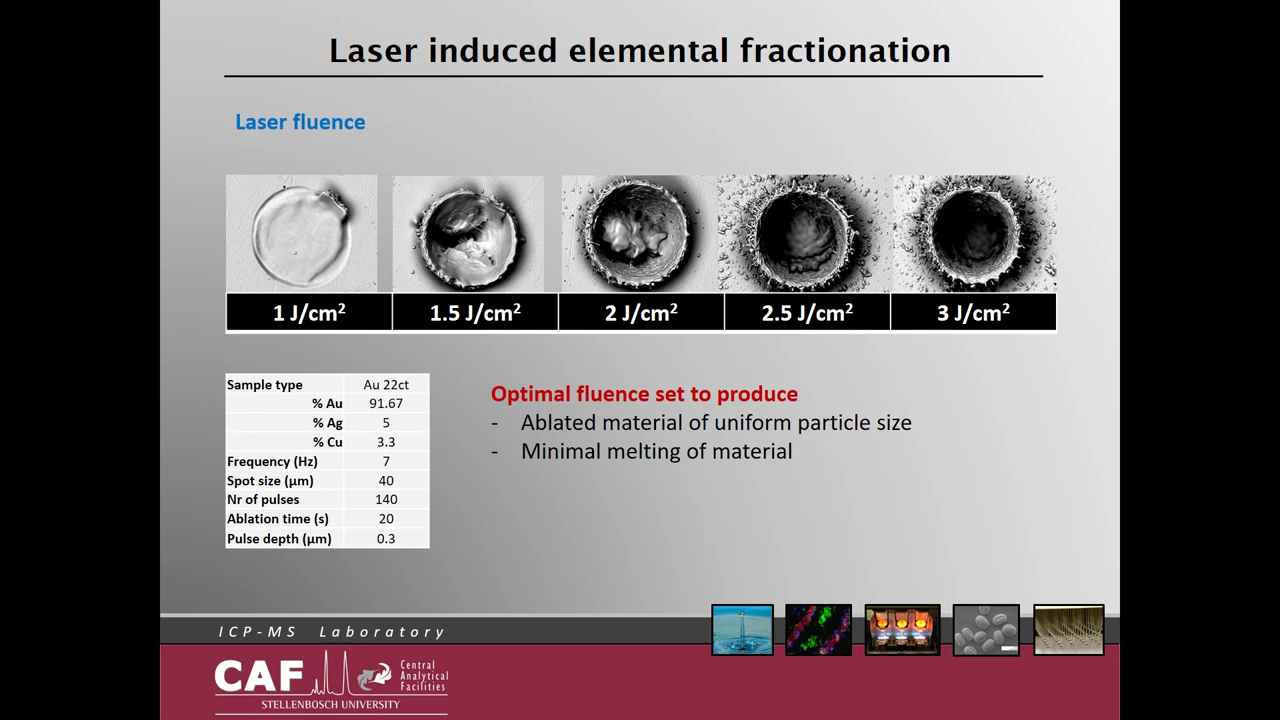 Laser induced elemental fractionation
Laser fluence
1 J/cm²
1.5 J/cm²
2 J/cm²
2.5 J/cm²
3 J/cm²
Sample type Au 22ct
% Au 91.67
% Ag 5
% Cu 3.3
Frequency (Hz) 7
Spot size (µm) 40
Nr of pulses 140
Ablation time (s) 20
Pulse depth (µm) 0.3
Optimal fluence set to produce
- Ablated material of uniform particle size
- Minimal melting of material
ICP-MS Laboratory
CAF
Central
Analytical
Facilities
STELLENBOSCH UNIVERSITY